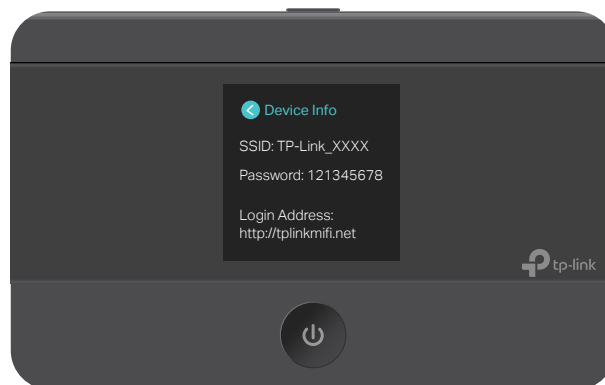 Device Info
SSID: TP-Link_XXXX
Password: 121345678
Login Address:
http://tplinkmifi.net
tp-link